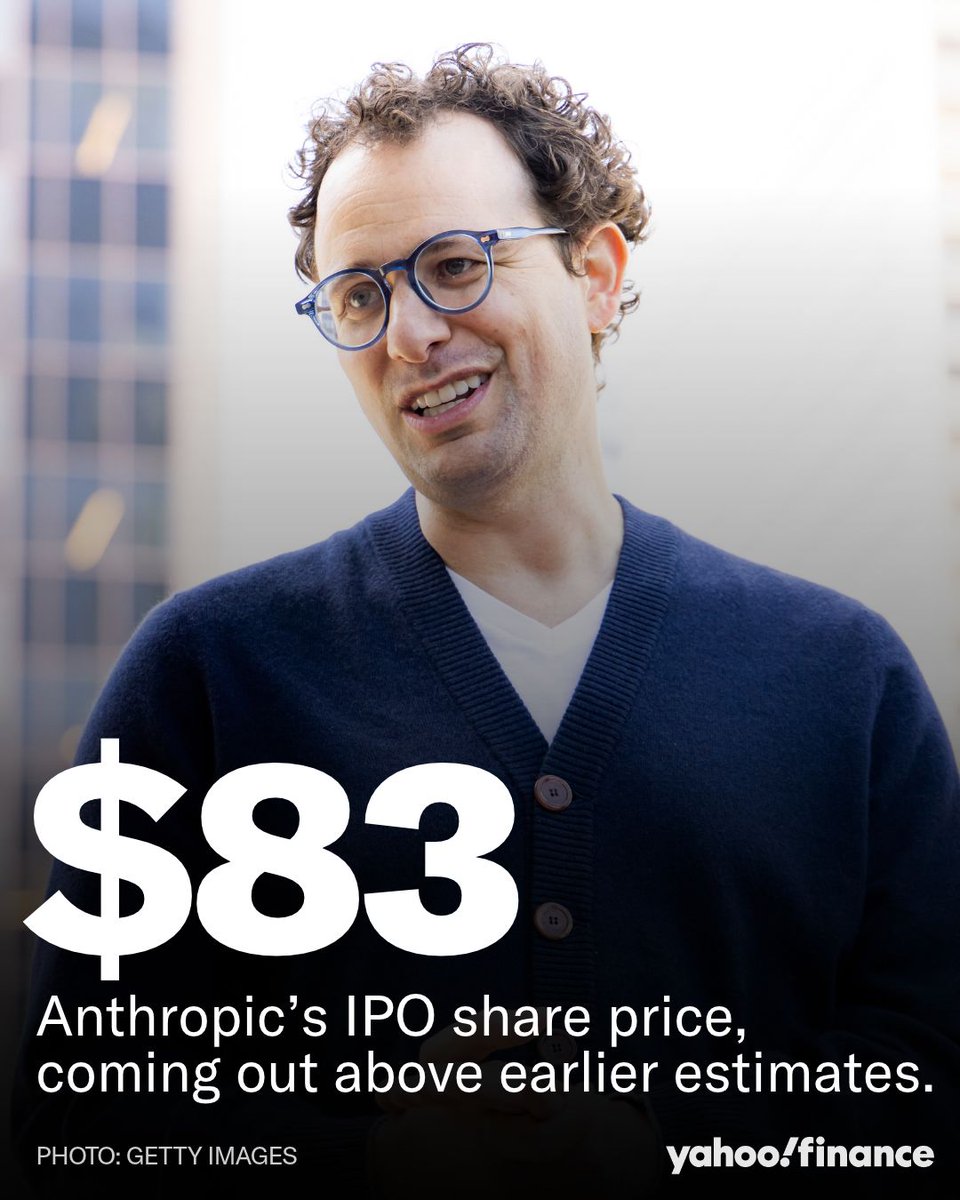 $83
Anthropic’s IPO share price,
coming out above earlier estimates.
PHOTO: GETTY IMAGES
yahoo!finance